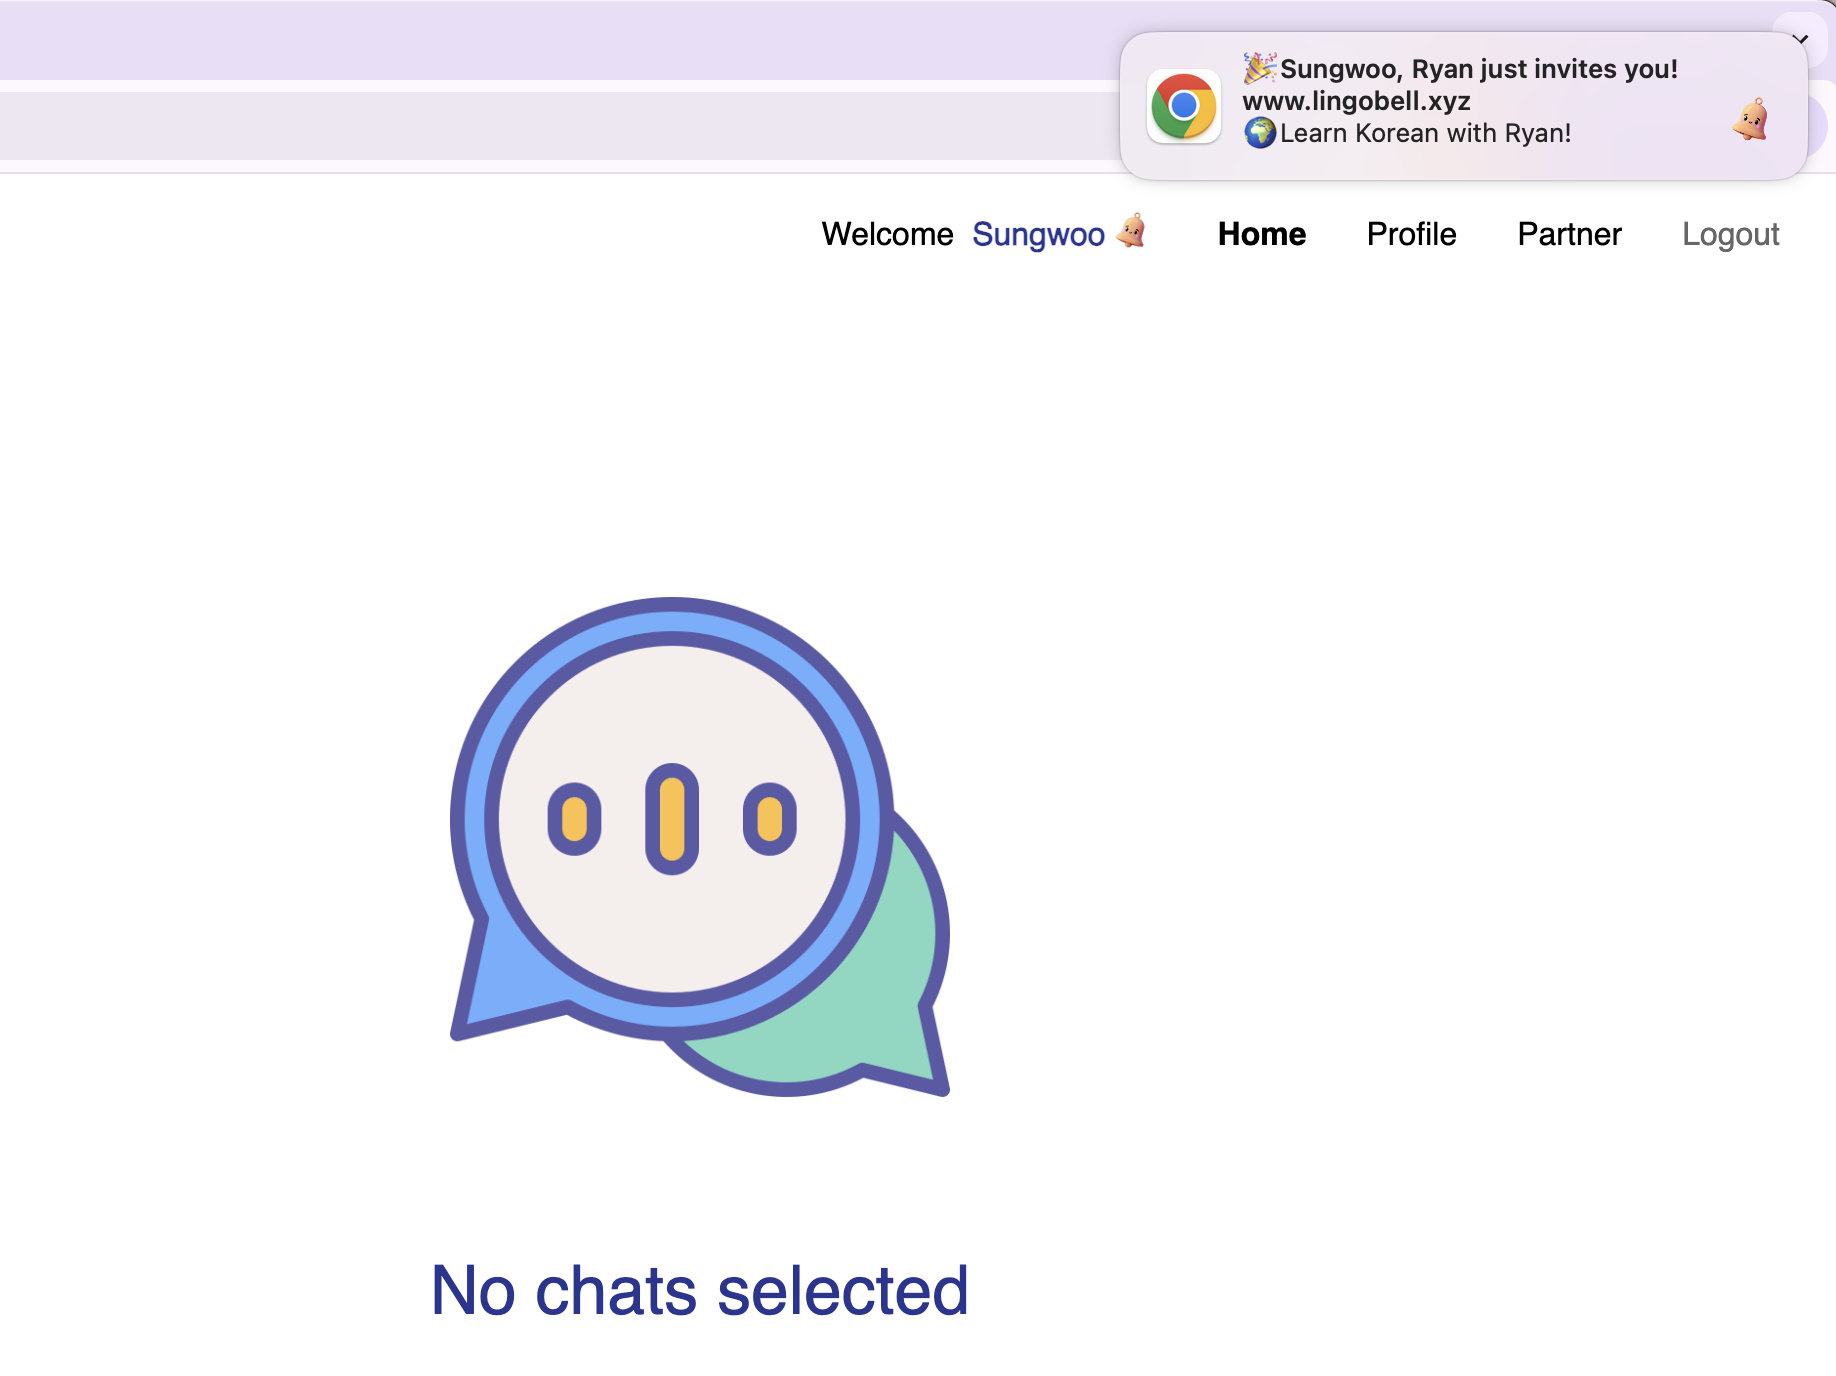 🎉Sungwoo, Ryan just invites you!
www.lingobell.xyz
🌍Learn Korean with Ryan!
Welcome Sungwoo Home Profile Partner Logout
No chats selected